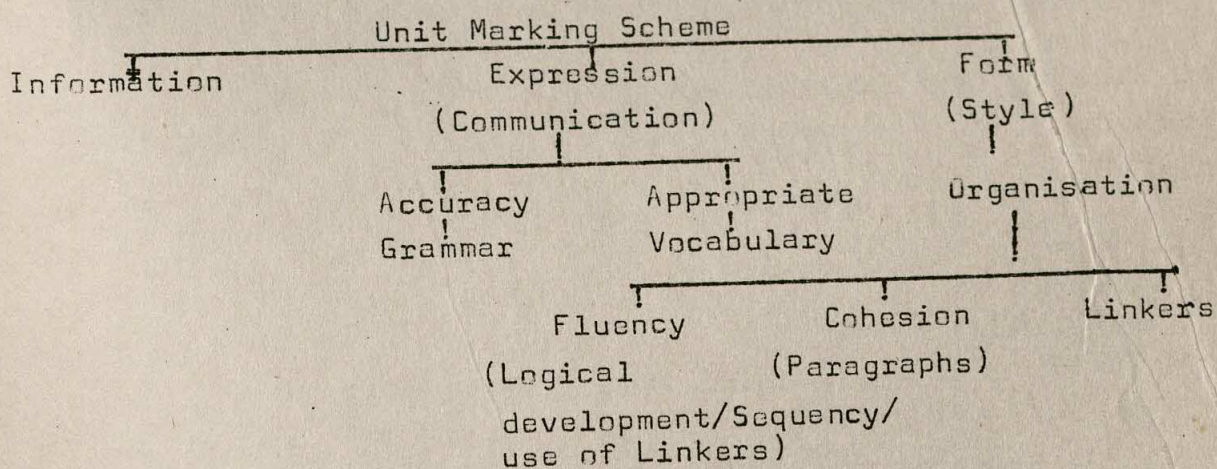 Unit Marking Scheme
Information Expression Form
(Communication) (Style)
Accuracy Appropriate Organisation
Grammar Vocabulary
Fluency Cohesion Linkers
(Logical (Paragraphs)
development/Sequency/
use of Linkers)